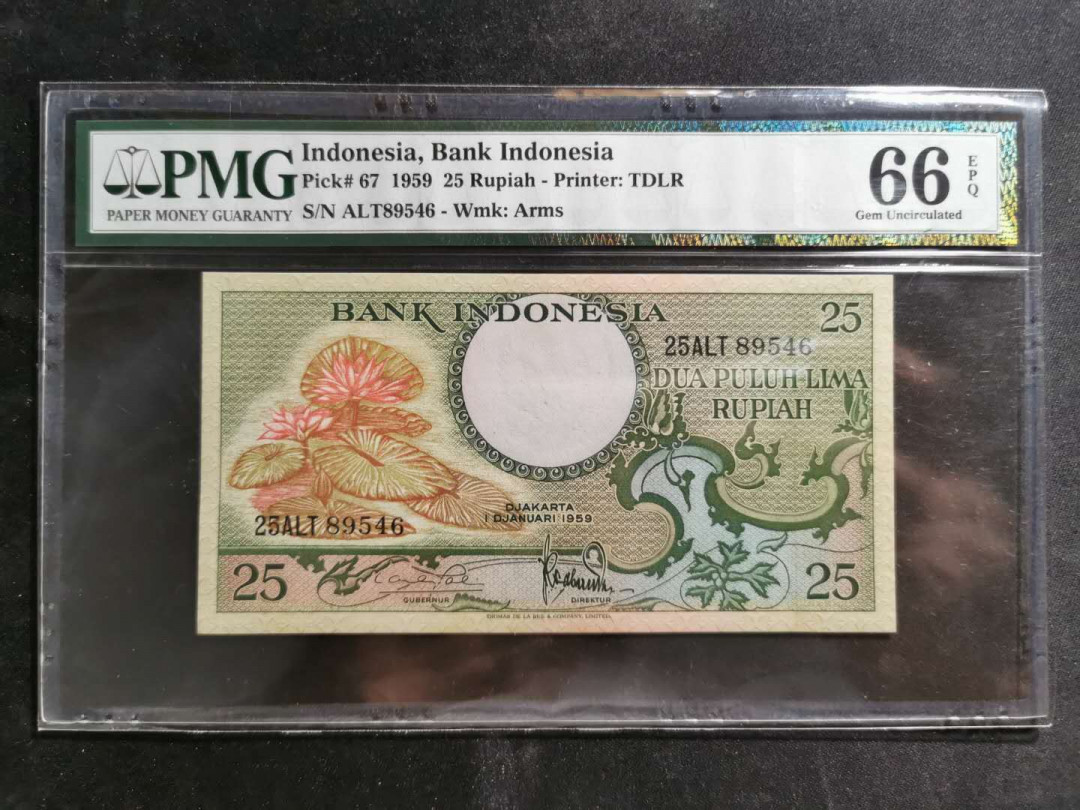 PMG
PAPER MONEY GUARANTY
Indonesia, Bank Indonesia
Pick# 67 1959 25 Rupiah - Printer: TDLR
S/N ALT89546 - Wmk: Arms
66
EPQ
Gem Uncirculated
BANK INDONESIA
25
25ALT 89546
DUA PULUH LIMA
RUPIAH
DJAKARTA
1 DJANUARI 1959
25ALT 89546
25
GUBERNUR
DIREKTUR
25
THOMAS DE LA RUE & COMPANY, LIMITED.